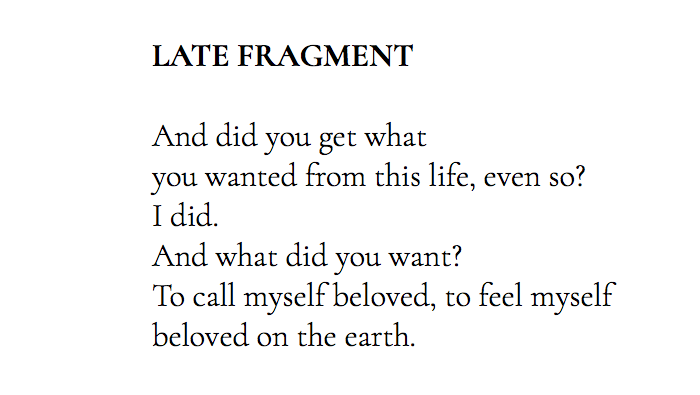 LATE FRAGMENT
And did you get what
you wanted from this life, even so?
I did.
And what did you want?
To call myself beloved, to feel myself
beloved on the earth.